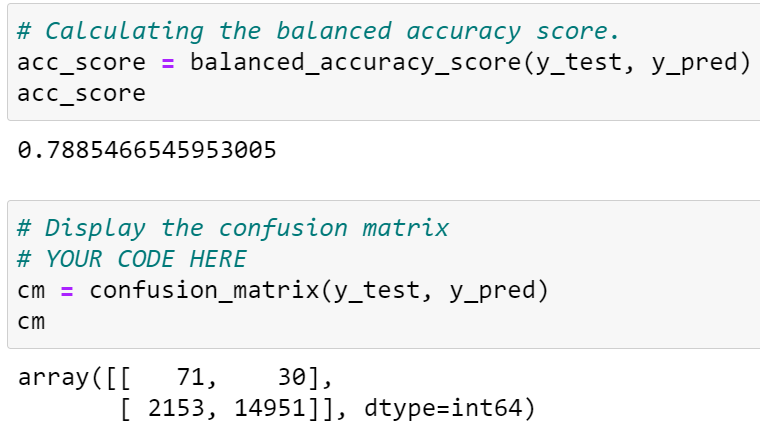 # Calculating the balanced accuracy score.
acc_score = balanced_accuracy_score(y_test, y_pred)
acc_score
0.7885466545953005
# Display the confusion matrix
# YOUR CODE HERE
cm = confusion_matrix(y_test, y_pred)
cm
array([[   71,    30],
       [ 2153, 14951]], dtype=int64)